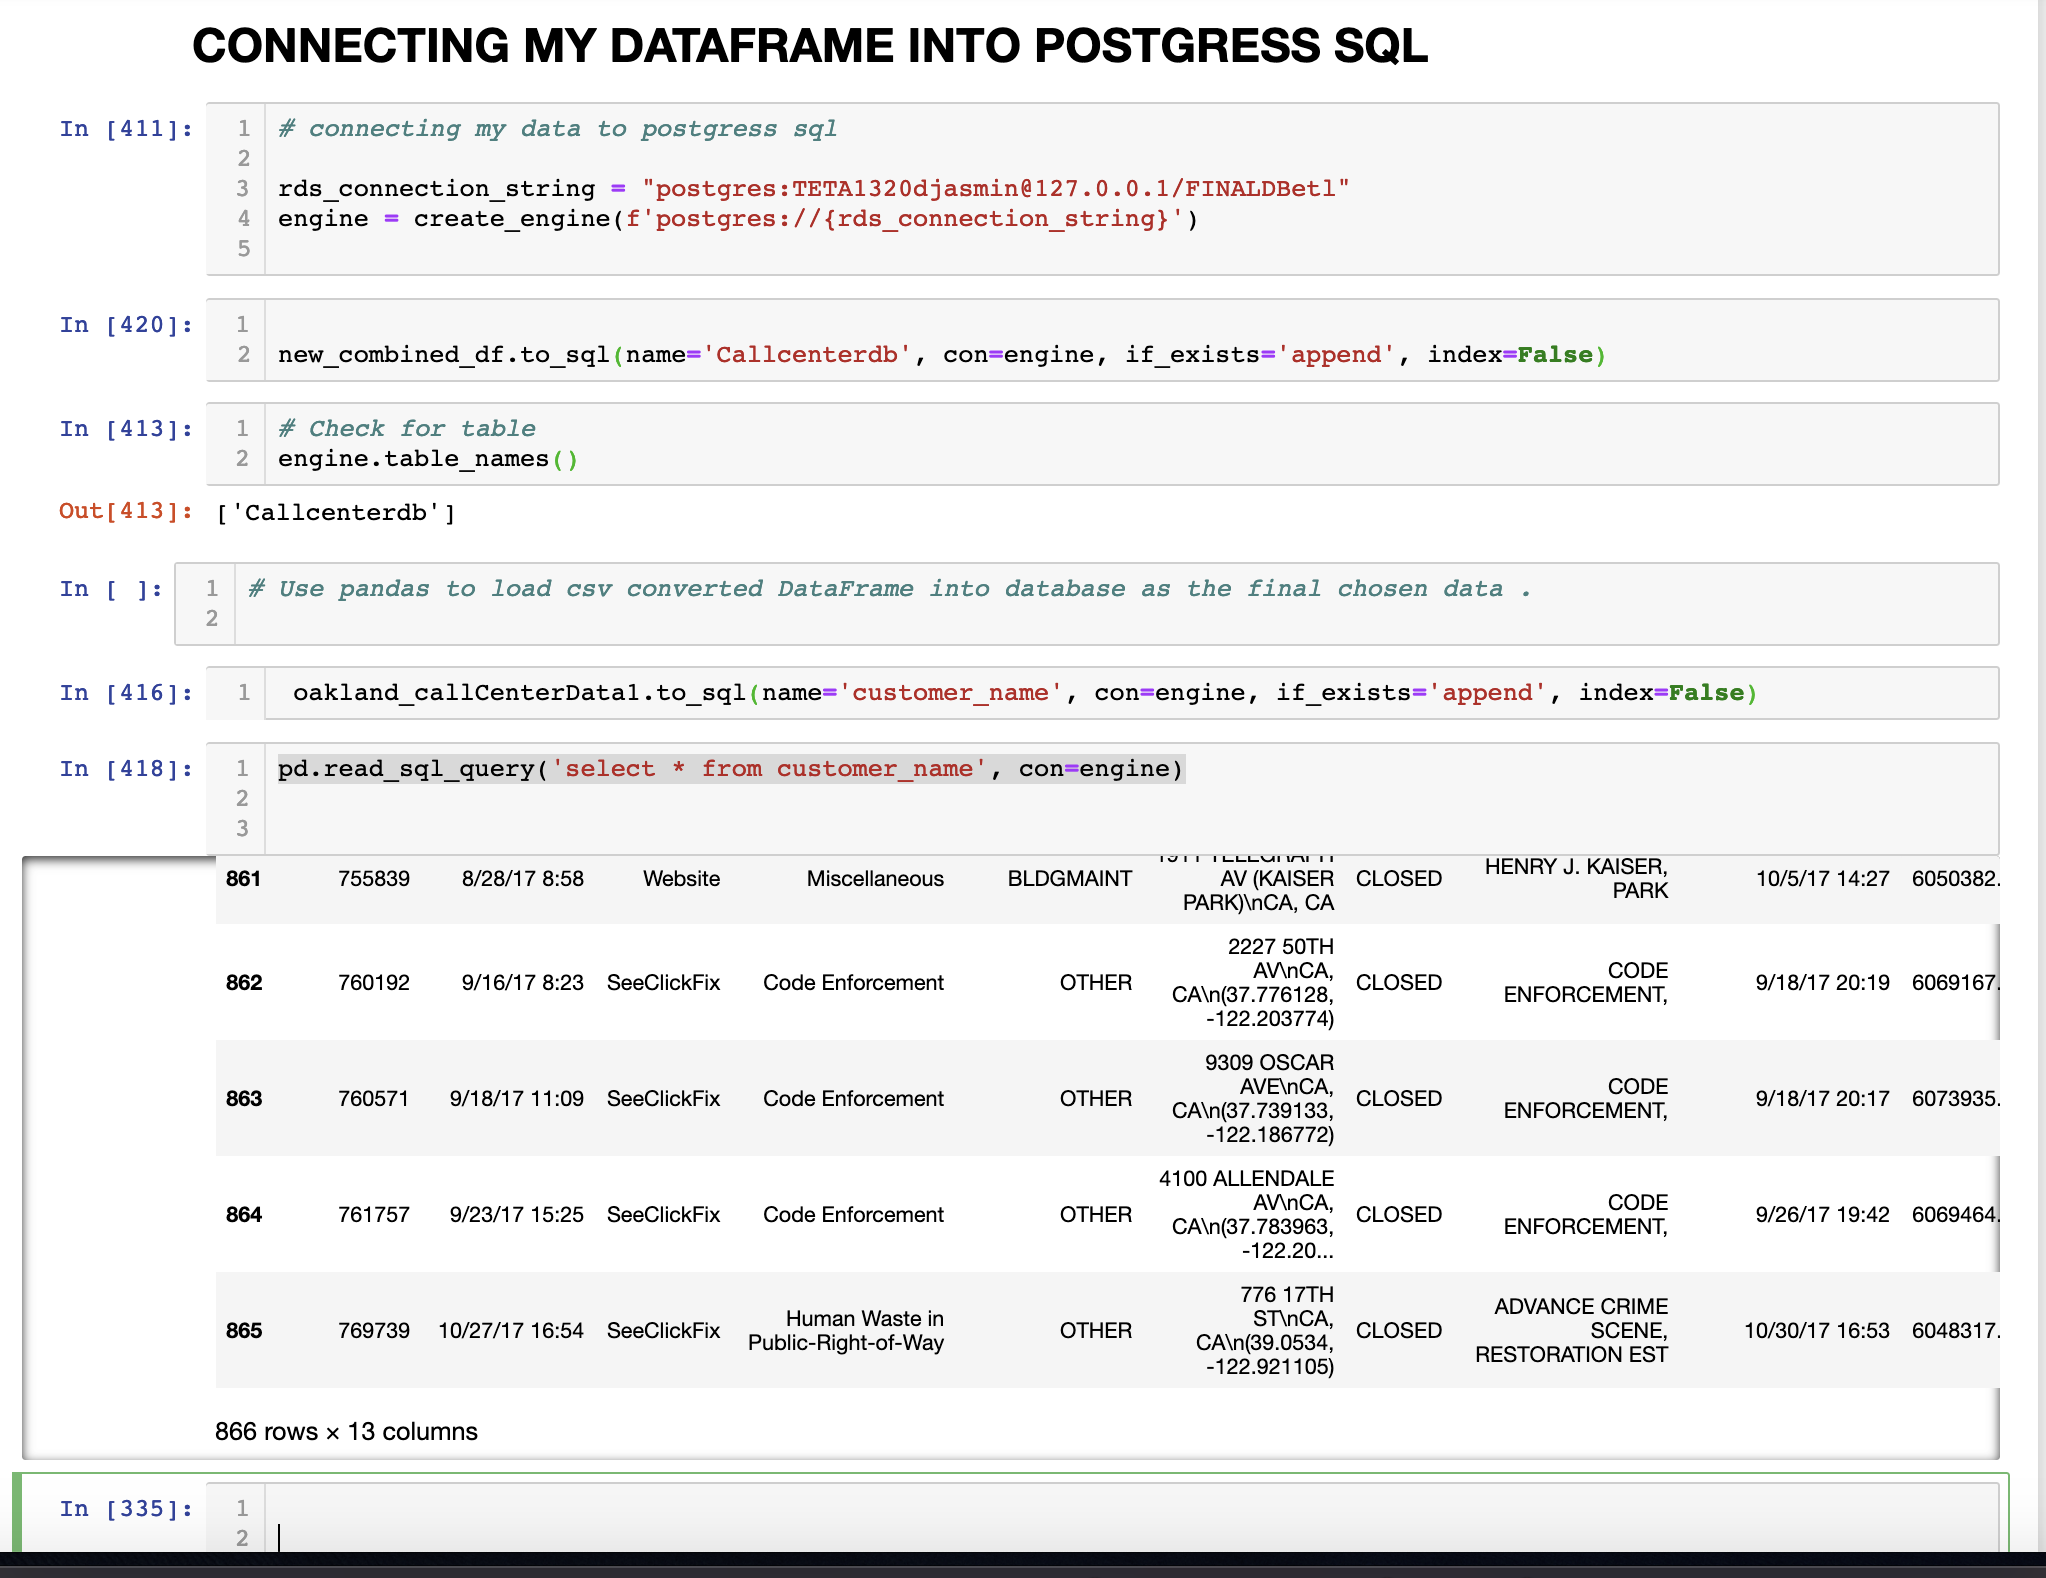 CONNECTING MY DATAFRAME INTO POSTGRESS SQL
In [411]:
1 # connecting my data to postgress sql
2
3 rds_connection_string = "postgres:TETA1320djasmin@127.0.0.1/FINALDBetl"
4 engine = create_engine(f'postgres://{rds_connection_string}')
5
In [420]:
1
2 new_combined_df.to_sql(name='Callcenterdb', con=engine, if_exists='append', index=False)
In [413]:
1 # Check for table
2 engine.table_names()
Out[413]: ['Callcenterdb']
In [ ]:
1 # Use pandas to load csv converted DataFrame into database as the final chosen data .
2
In [416]:
1 oakland_callCenterData1.to_sql(name='customer_name', con=engine, if_exists='append', index=False)
In [418]:
1 pd.read_sql_query('select * from customer_name', con=engine)
2
3
1911 TELEGRAPH
861 755839 8/28/17 8:58 Website Miscellaneous BLDGMAINT AV (KAISER CLOSED HENRY J. KAISER, 10/5/17 14:27 6050382.
PARK)\nCA, CA PARK
2227 50TH
AV\nCA, CODE
862 760192 9/16/17 8:23 SeeClickFix Code Enforcement OTHER CA\n(37.776128, CLOSED ENFORCEMENT, 9/18/17 20:19 6069167.
-122.203774)
9309 OSCAR
AVE\nCA, CODE
863 760571 9/18/17 11:09 SeeClickFix Code Enforcement OTHER CA\n(37.739133, CLOSED ENFORCEMENT, 9/18/17 20:17 6073935.
-122.186772)
4100 ALLENDALE
AV\nCA, CODE
864 761757 9/23/17 15:25 SeeClickFix Code Enforcement OTHER CA\n(37.783963, CLOSED ENFORCEMENT, 9/26/17 19:42 6069464.
-122.20...
776 17TH
Human Waste in ST\nCA, ADVANCE CRIME
865 769739 10/27/17 16:54 SeeClickFix Public-Right-of-Way OTHER CA\n(39.0534, CLOSED SCENE, 10/30/17 16:53 6048317.
-122.921105) RESTORATION EST
866 rows × 13 columns
In [335]:
1
2